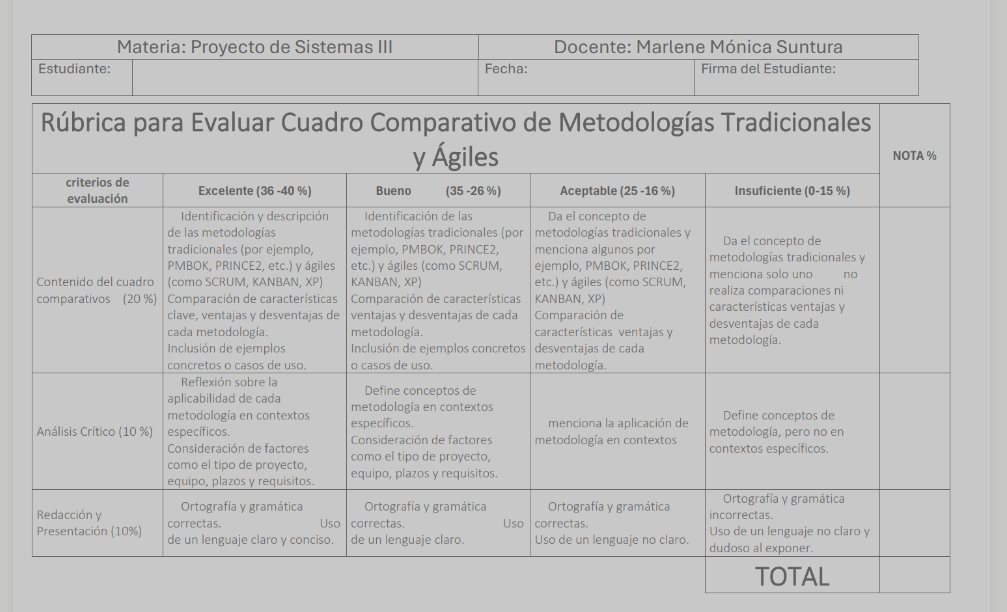 Materia: Proyecto de Sistemas III
Docente: Marlene Mónica Suntura
Estudiante:
Fecha:
Firma del Estudiante:
Rúbrica para Evaluar Cuadro Comparativo de Metodologías Tradicionales
y Ágiles
NOTA %
criterios de
evaluación
Excelente (36 -40 %)
Bueno (35 -26 %)
Aceptable (25 -16 %)
Insuficiente (0-15 %)
Contenido del cuadro
comparativos (20 %)
Identificación y descripción
de las metodologías
tradicionales (por ejemplo,
PMBOK, PRINCE2, etc.) y ágiles
(como SCRUM, KANBAN, XP)
Comparación de características
clave, ventajas y desventajas de
cada metodología.
Inclusión de ejemplos
concretos o casos de uso.
Identificación de las
metodologías tradicionales (por
ejemplo, PMBOK, PRINCE2,
etc.) y ágiles (como SCRUM,
KANBAN, XP)
Comparación de características
ventajas y desventajas de cada
metodología.
Inclusión de ejemplos concretos
o casos de uso.
Da el concepto de
metodologías tradicionales y
menciona algunos por
ejemplo, PMBOK, PRINCE2,
etc.) y ágiles (como SCRUM,
KANBAN, XP)
Comparación de
características ventajas y
desventajas de cada
metodología.
Da el concepto de
metodologías tradicionales y
menciona solo uno no
realiza comparaciones ni
características ventajas y
desventajas de cada
metodología.
Análisis Crítico (10 %)
Reflexión sobre la
aplicabilidad de cada
metodología en contextos
específicos.
Consideración de factores
como el tipo de proyecto,
equipo, plazos y requisitos.
Define conceptos de
metodología en contextos
específicos.
Consideración de factores
como el tipo de proyecto,
equipo, plazos y requisitos.
menciona la aplicación de
metodología en contextos
Define conceptos de
metodología, pero no en
contextos específicos.
Redacción y
Presentación (10%)
Ortografía y gramática
correctas. Uso
de un lenguaje claro y conciso.
Ortografía y gramática
correctas. Uso
de un lenguaje claro.
Ortografía y gramática
correctas.
Uso de un lenguaje no claro.
Ortografía y gramática
incorrectas.
Uso de un lenguaje no claro y
dudoso al exponer.
TOTAL